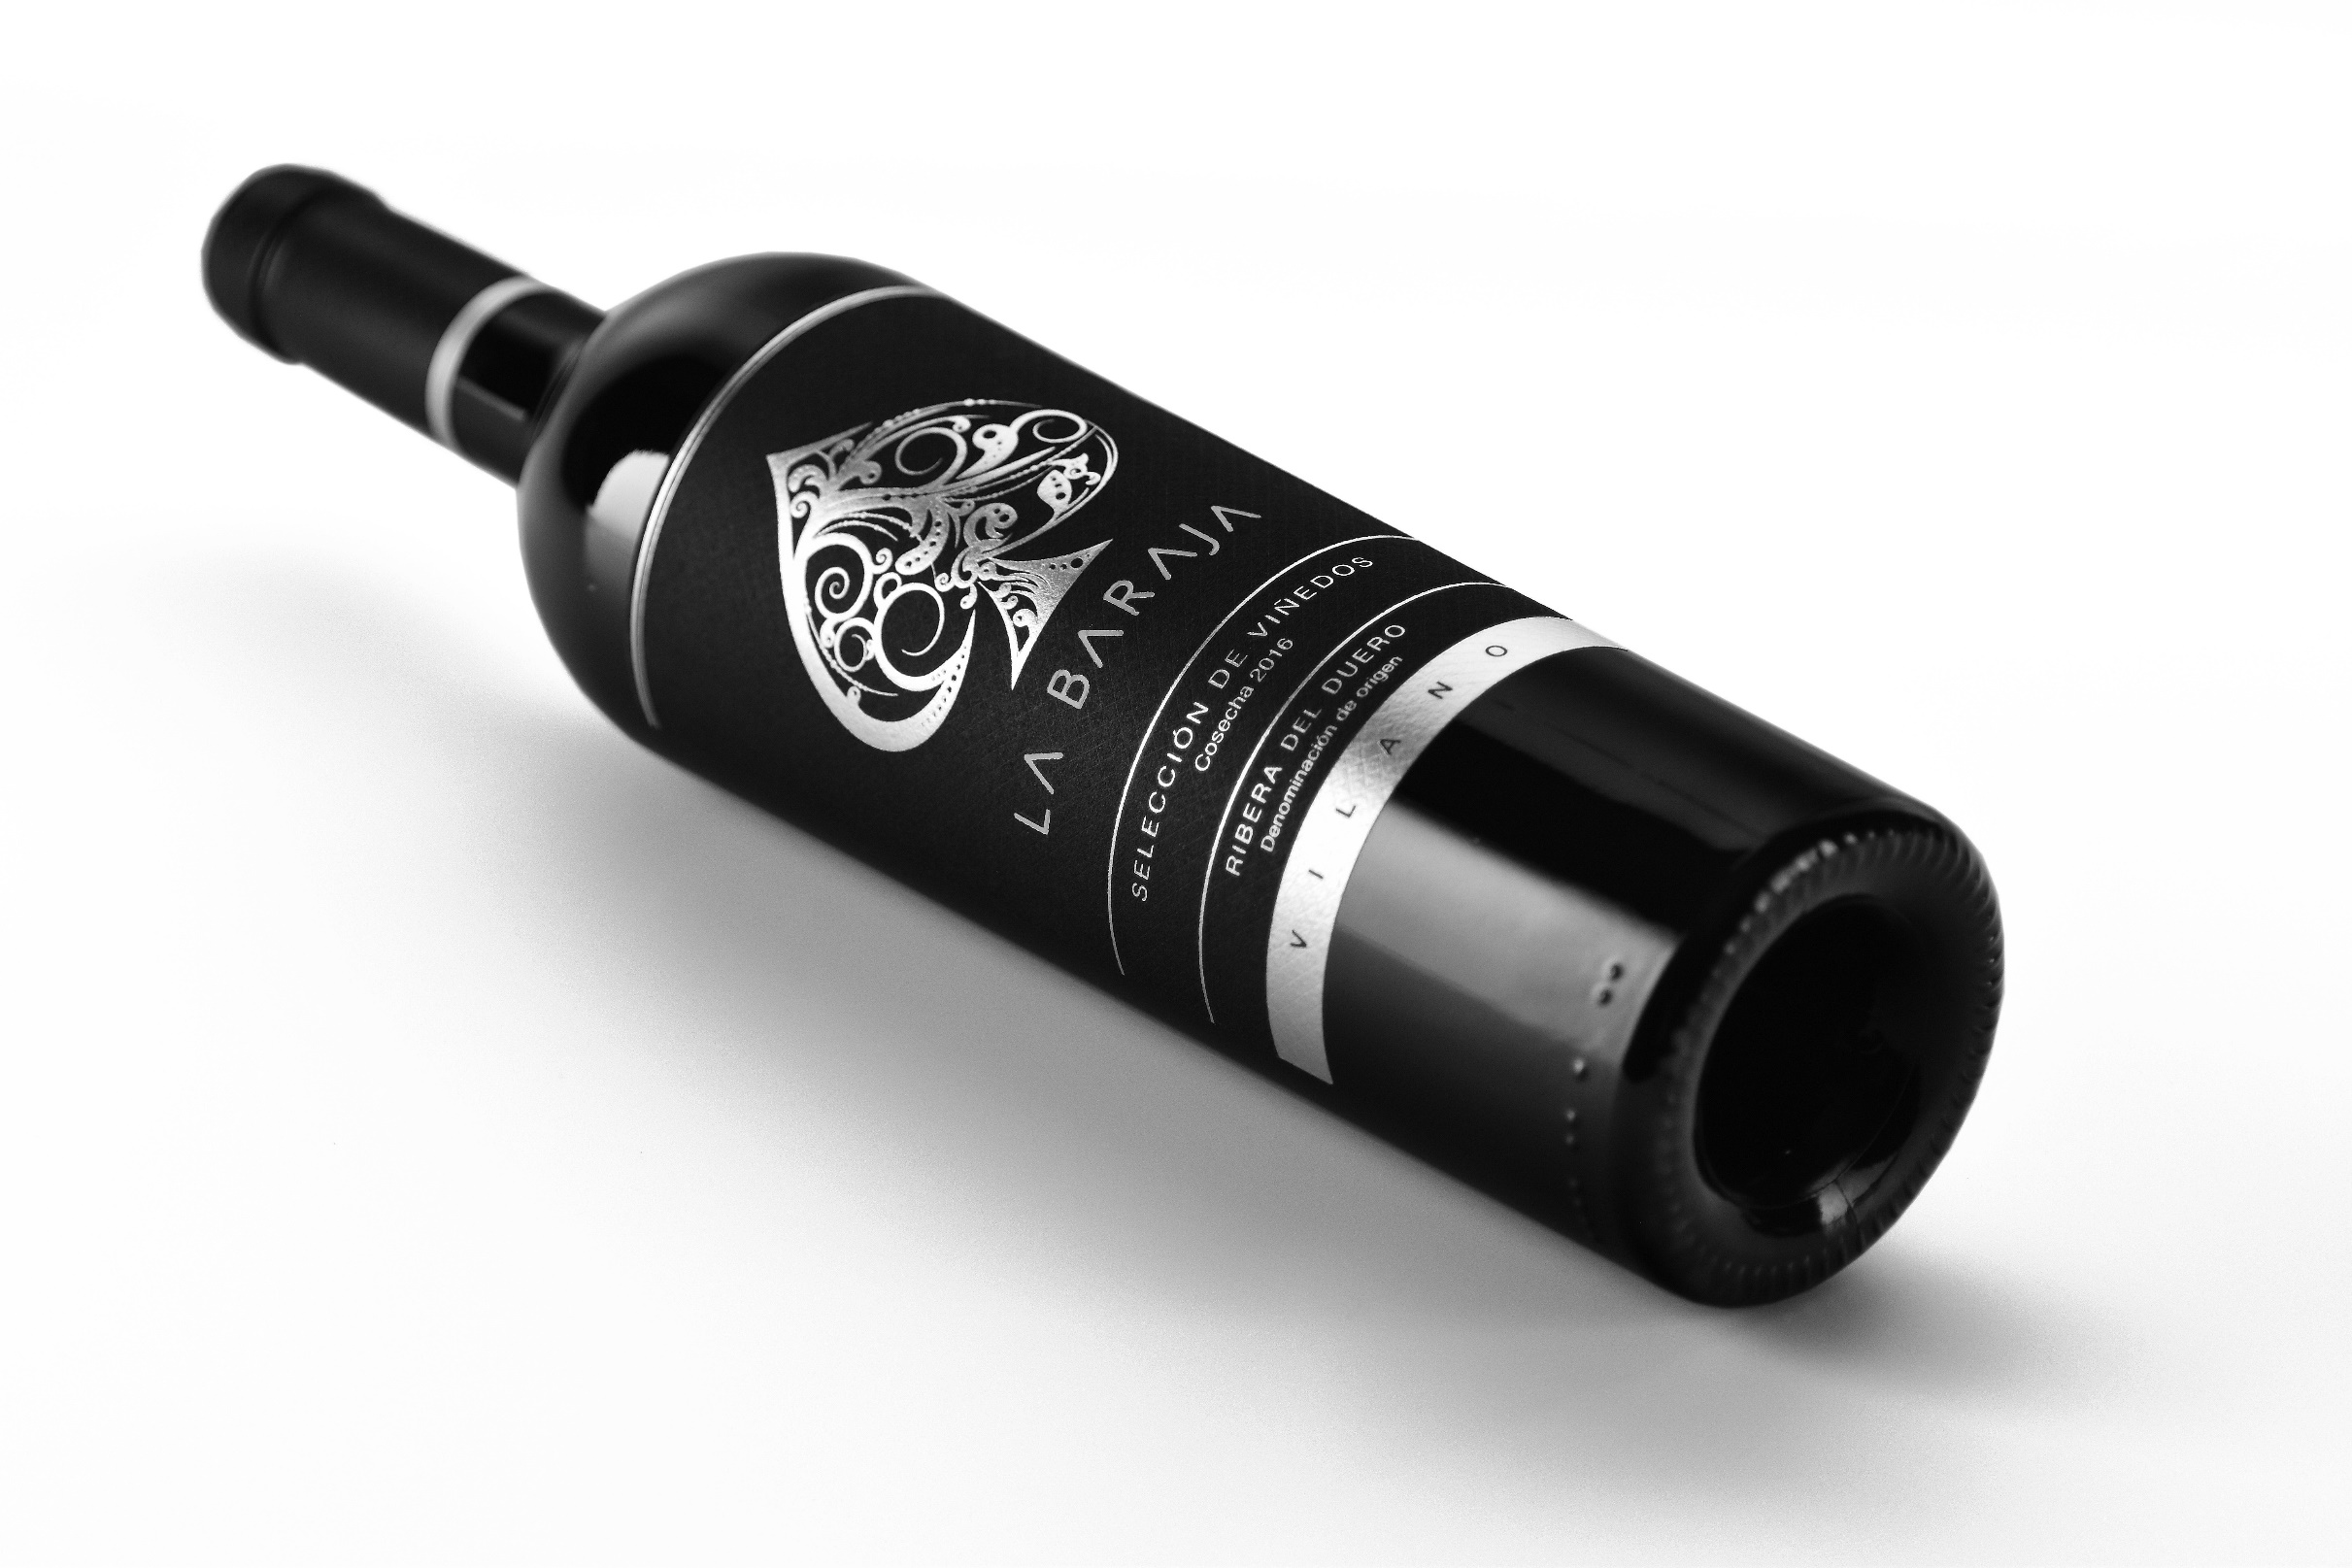 LA BARAJA
SELECCIÓN DE VIÑEDOS
Cosecha 2016
RIBERA DEL DUERO
Denominación de origen
VILANO